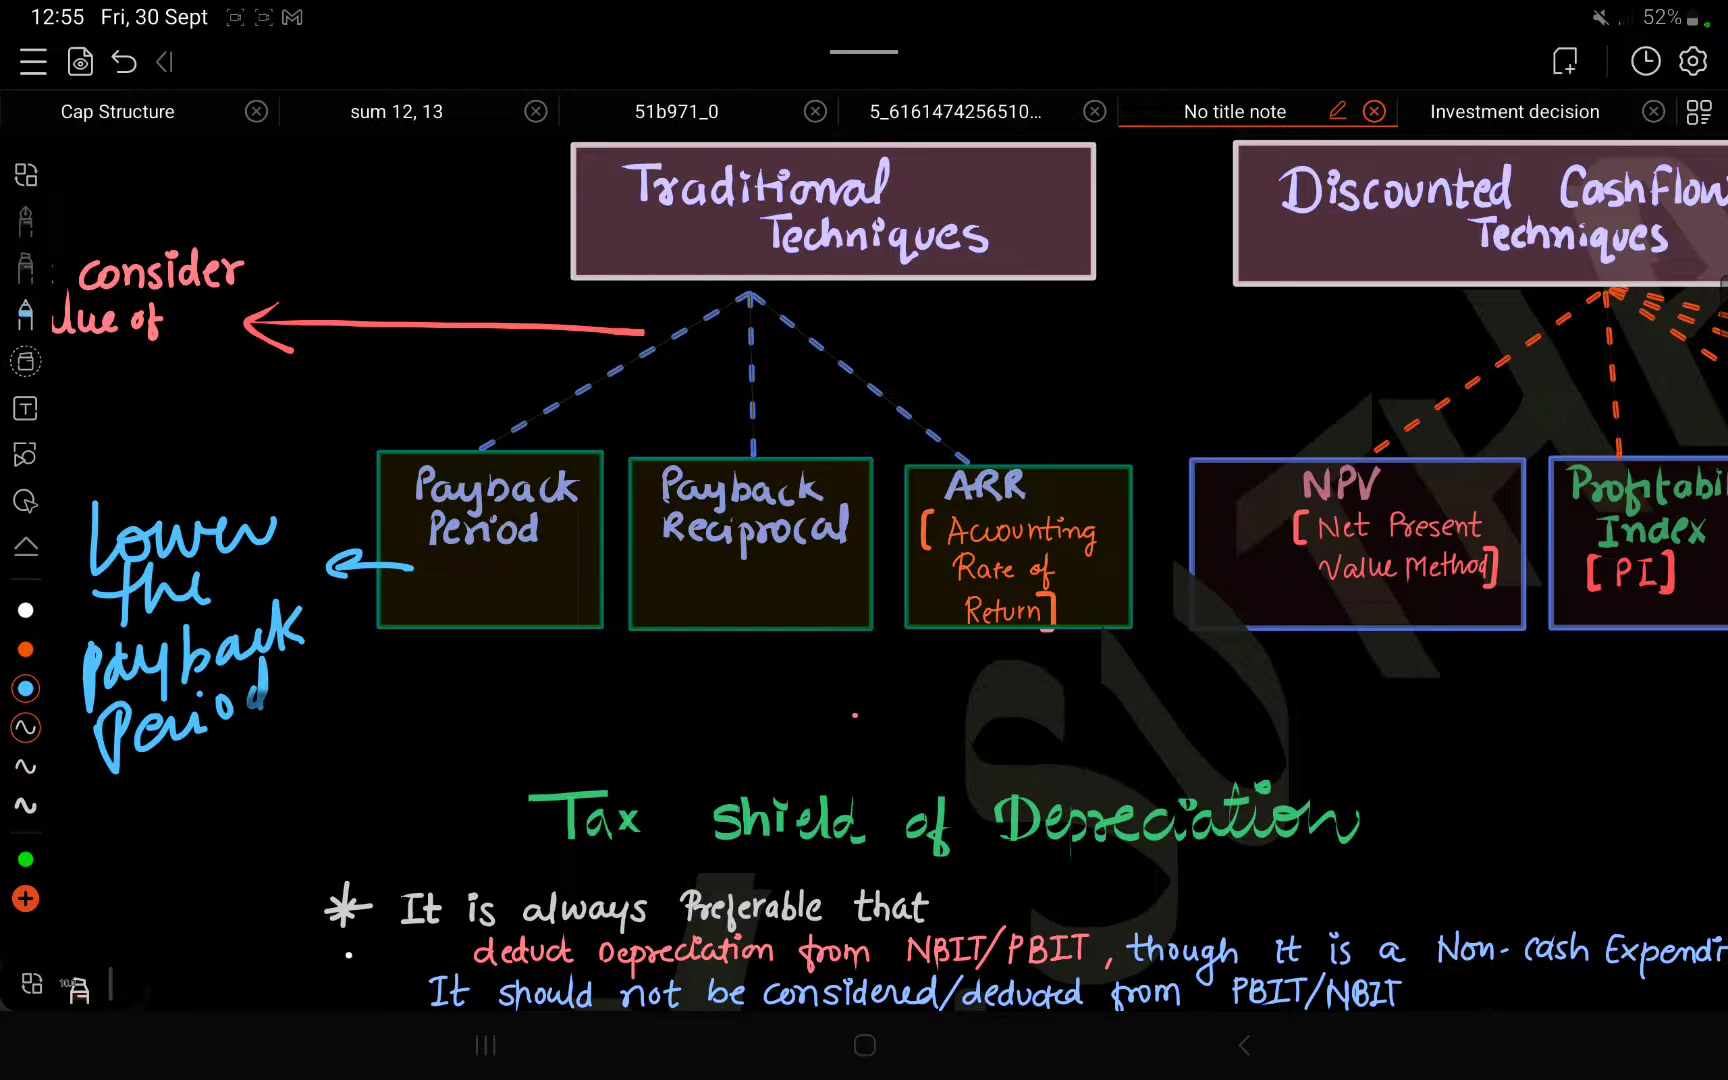 12:55 Fri, 30 Sept
52%
Cap Structure
sum 12, 13
51b971_0
5_6161474256510...
No title note
Investment decision
Traditional
Techniques
Discounted Cashflow
Techniques
consider
of
Payback
Period
Payback
Reciprocal
ARR
[Accounting
Rate of
Return]
NPV
[Net Present
Value Method]
Profitabil
Index
[PI]
Lower
the
payback
Period
Tax Shield of Depreciation
* It is always Preferable that
deduct Depreciation from NBIT/PBIT, though it is a Non-cash Expendi
It should not be considered/deducted from PBIT/NBIT